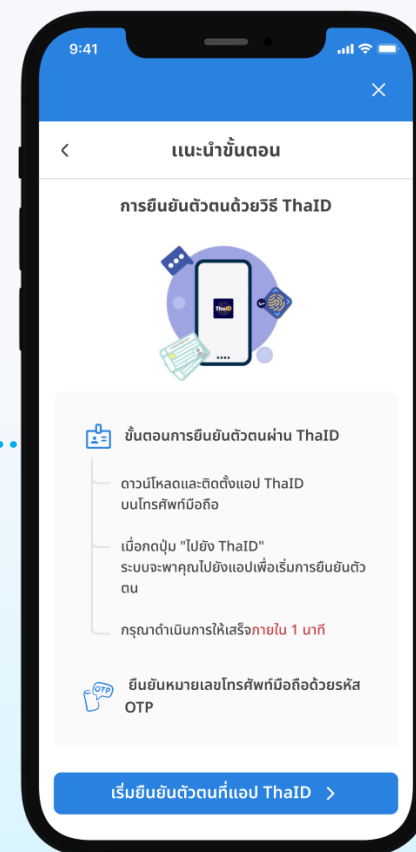 9:41
แนะนำขั้นตอน
การยืนยันตัวตนด้วยวิธี ThaID
ThaID
ขั้นตอนการยืนยันตัวตนผ่าน ThaID
ดาวน์โหลดและติดตั้งแอป ThaID
บนโทรศัพท์มือถือ
เมื่อกดปุ่ม "ไปยัง ThaID"
ระบบจะพาคุณไปยังแอปเพื่อเริ่มการยืนยันตัว
ตน
กรุณาดำเนินการให้เสร็จภายใน 1 นาที
OTP
ยืนยันหมายเลขโทรศัพท์มือถือด้วยรหัส
OTP
เริ่มยืนยันตัวตนที่แอป ThaID